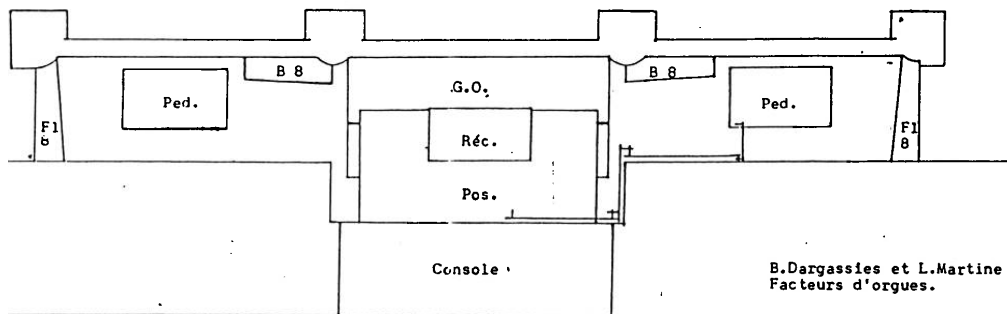 B 8
B 8
Ped.
G.O.
Ped.
Fl
8
Réc.
Fl
8
Pos.
Console
B.Dargassies et L.Martine
Facteurs d'orgues.